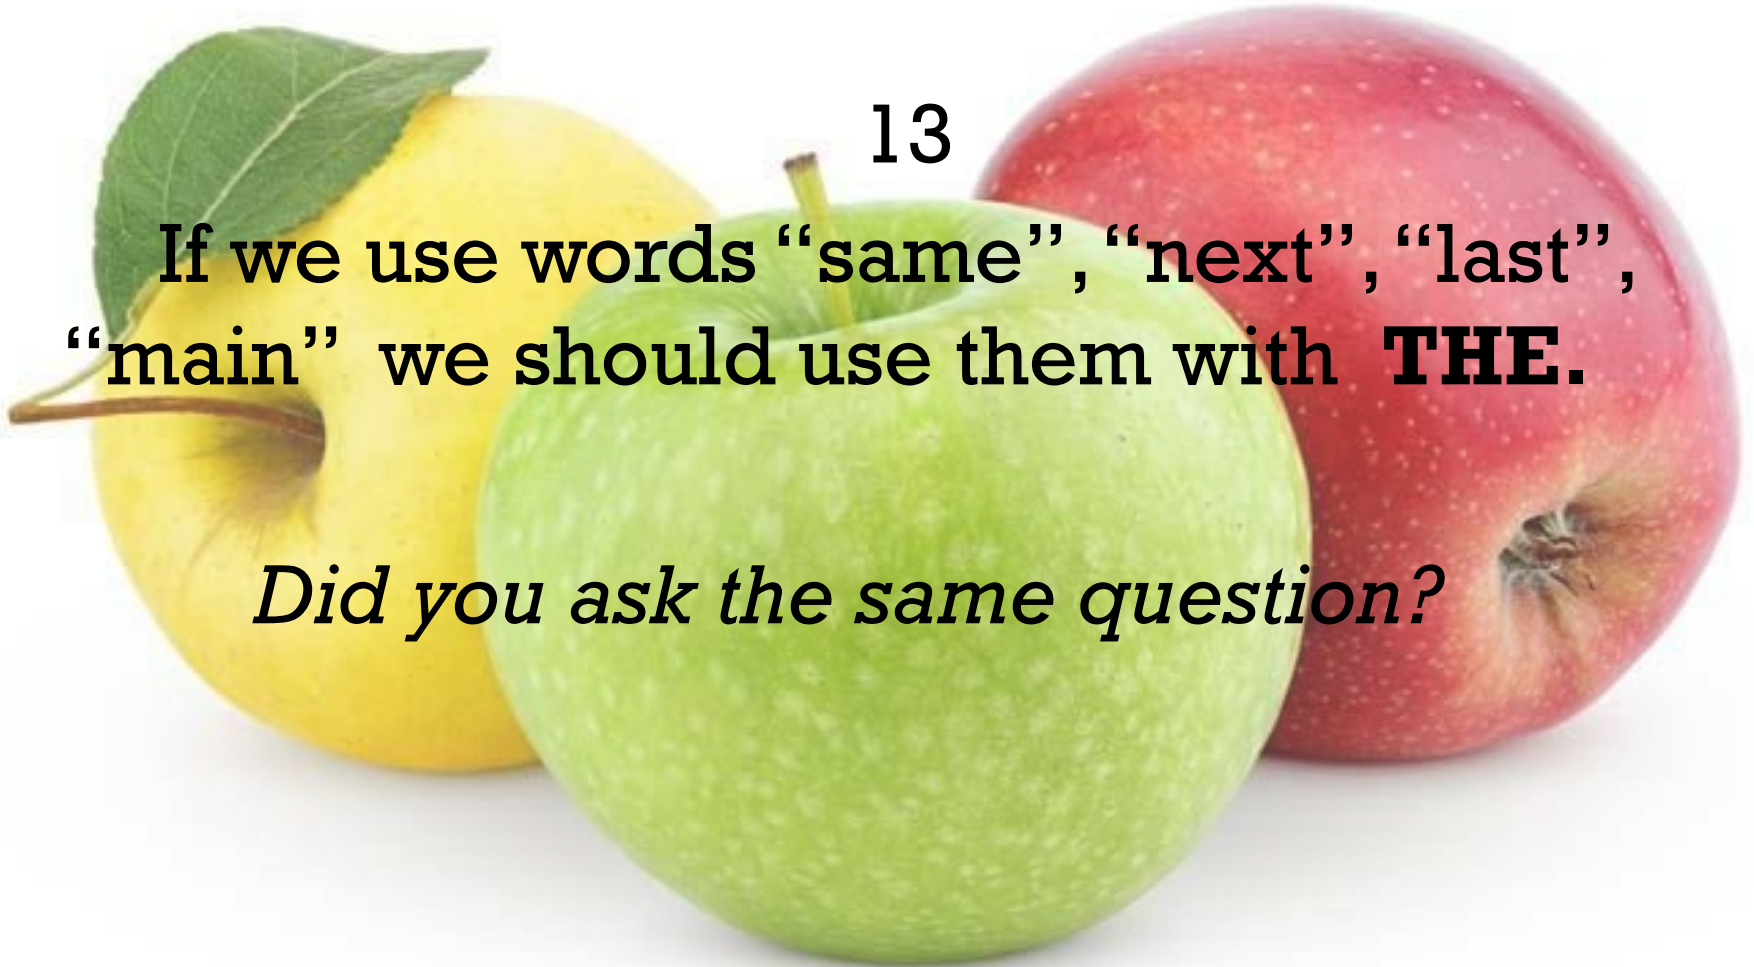 13
If we use words “same”, “next”, “last”,
“main” we should use them with THE.
Did you ask the same question?